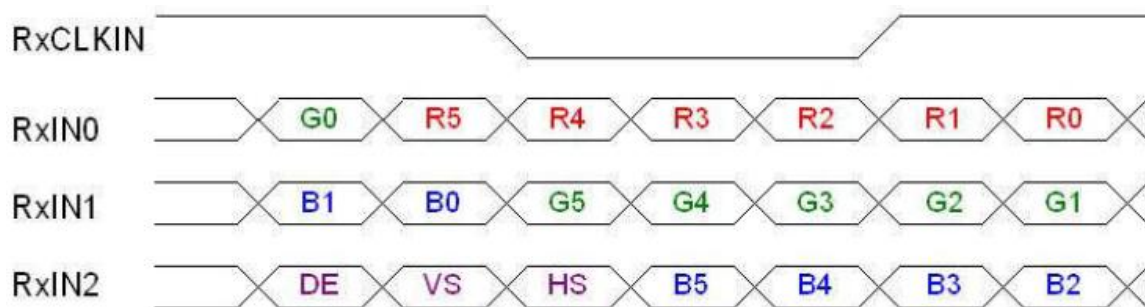 RxCLKIN
RxIN0 G0 R5 R4 R3 R2 R1 R0
RxIN1 B1 B0 G5 G4 G3 G2 G1
RxIN2 DE VS HS B5 B4 B3 B2